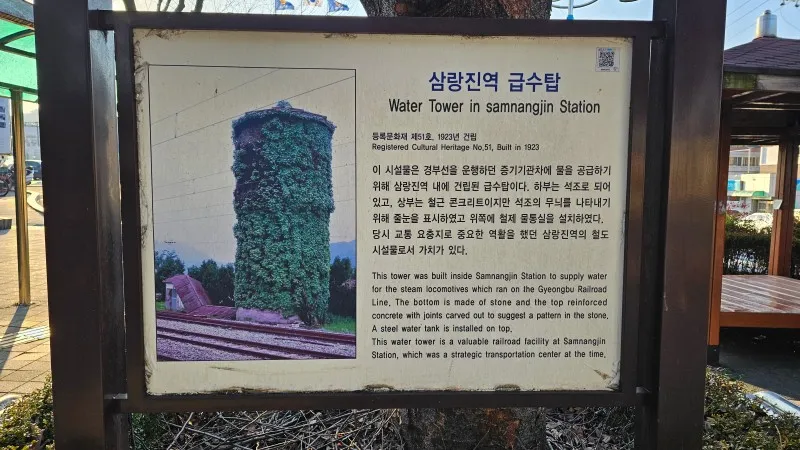 삼랑진역 급수탑
Water Tower in samnangjin Station
등록문화재 제51호, 1923년 건립
Registered Cultural Heritage No,51, Built in 1923
이 시설물은 경부선을 운행하던 증기기관차에 물을 공급하기
위해 삼랑진역 내에 건립된 급수탑이다. 하부는 석조로 되어
있고, 상부는 철근 콘크리트이지만 석조의 무늬를 나타내기
위해 줄눈을 표시하였고 위쪽에 철제 물통실을 설치하였다.
당시 교통 요충지로 중요한 역활을 했던 삼랑진역의 철도
시설물로서 가치가 있다.
This tower was built inside Samnangjin Station to supply water
for the steam locomotives which ran on the Gyeongbu Railroad
Line. The bottom is made of stone and the top reinforced
concrete with joints carved out to suggest a pattern in the stone.
A steel water tank is installed on top.
This water tower is a valuable railroad facility at Samnangjin
Station, which was a strategic transportation center at the time.